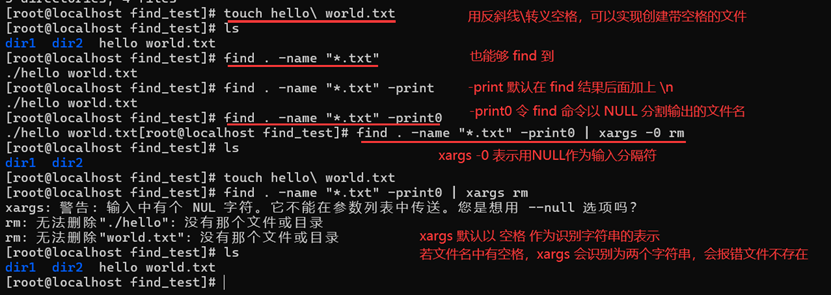 [root@localhost find_test]# touch hello\ world.txt 用反斜线\转义空格，可以实现创建带空格的文件
[root@localhost find_test]# ls
dir1 dir2 hello world.txt
[root@localhost find_test]# find . -name "*.txt" 也能够 find 到
./hello world.txt
[root@localhost find_test]# find . -name "*.txt" -print -print 默认在 find 结果后面加上 \n
./hello world.txt
[root@localhost find_test]# find . -name "*.txt" -print0 -print0 令 find 命令以 NULL 分割输出的文件名
./hello world.txt[root@localhost find_test]# find . -name "*.txt" -print0 | xargs -0 rm
[root@localhost find_test]# ls xargs -0 表示用NULL作为输入分隔符
dir1 dir2
[root@localhost find_test]# touch hello\ world.txt
[root@localhost find_test]# find . -name "*.txt" -print0 | xargs rm
xargs: 警告: 输入中有个 NUL 字符。它不能在参数列表中传送。您是想用 --null 选项吗?
rm: 无法删除"./hello": 没有那个文件或目录
rm: 无法删除"world.txt": 没有那个文件或目录 xargs 默认以 空格 作为识别字符串的表示
[root@localhost find_test]# ls 若文件名中有空格，xargs 会识别为两个字符串，会报错文件不存在
dir1 dir2 hello world.txt
[root@localhost find_test]#